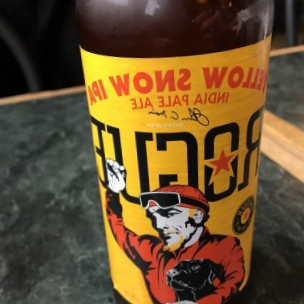 YELLOW SNOW IPA
INDIA PALE ALE
ROGUE